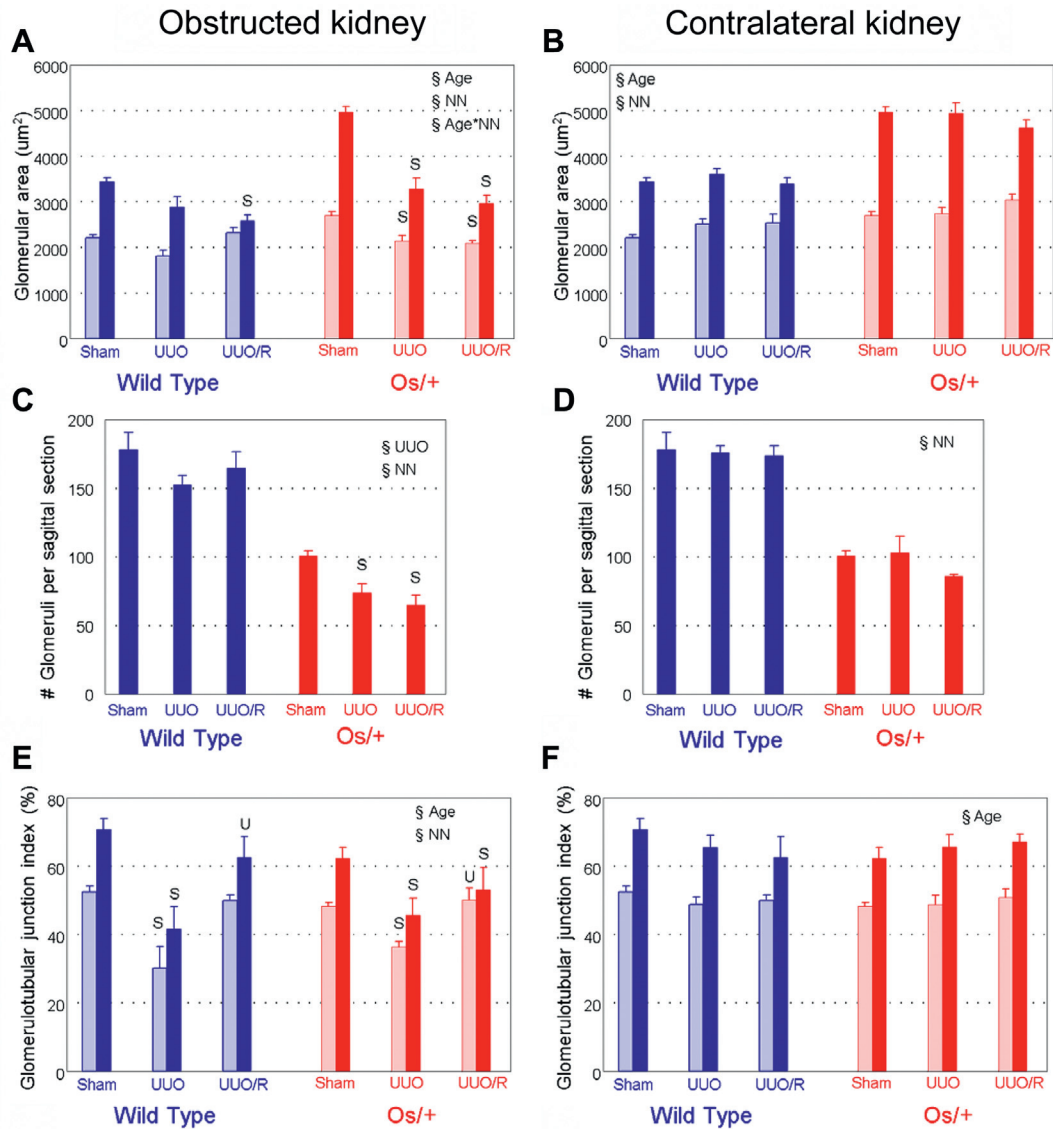 Obstructed kidney
Contralateral kidney
A
Glomerular area (um²)
6000
5000
4000
3000
2000
1000
0
§ Age
§ NN
§ Age*NN
S
S
S
S
S
Sham UUO UUO/R Sham UUO UUO/R
Wild Type Os/+
B
Glomerular area (um²)
6000
5000
4000
3000
2000
1000
0
§ Age
§ NN
Sham UUO UUO/R Sham UUO UUO/R
Wild Type Os/+
C
# Glomeruli per sagittal section
200
150
100
50
0
§ UUO
§ NN
S
S
Sham UUO UUO/R Sham UUO UUO/R
Wild Type Os/+
D
# Glomeruli per sagittal section
200
150
100
50
0
§ NN
Sham UUO UUO/R Sham UUO UUO/R
Wild Type Os/+
E
Glomerulotubular junction index (%)
80
60
40
20
0
§ Age
§ NN
S
S
U
S
S
U
S
Sham UUO UUO/R Sham UUO UUO/R
Wild Type Os/+
F
Glomerulotubular junction index (%)
80
60
40
20
0
§ Age
Sham UUO UUO/R Sham UUO UUO/R
Wild Type Os/+